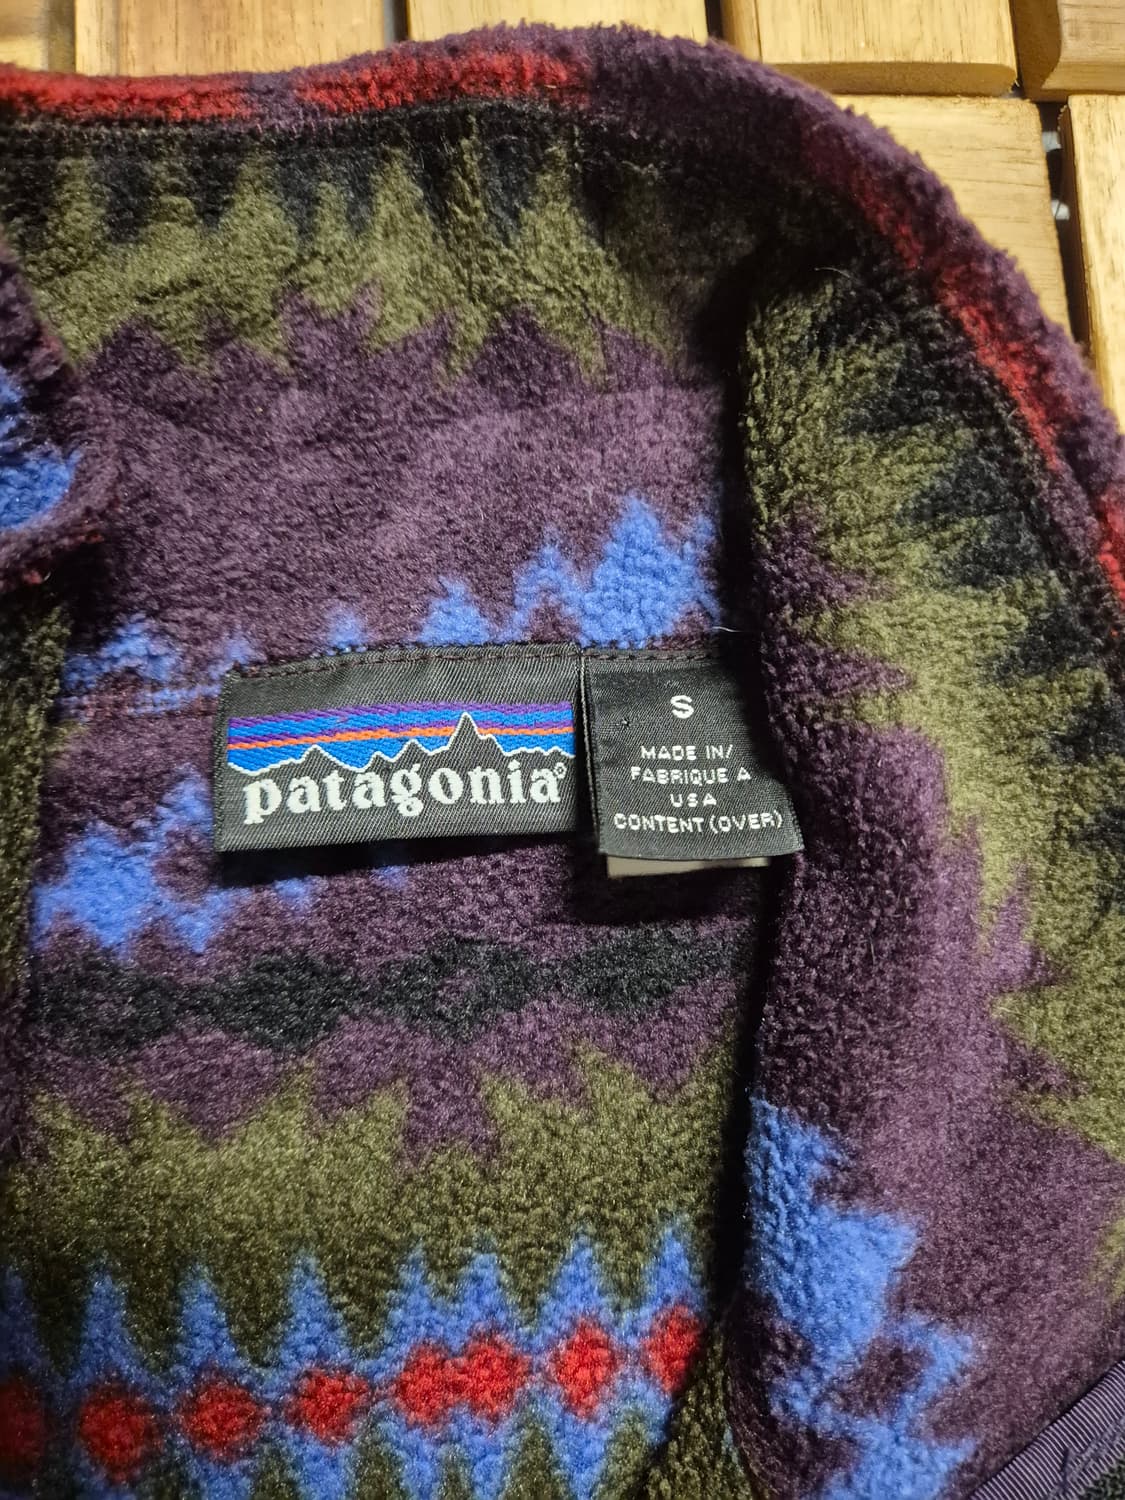 patagonia®
S
MADE IN/
FABRIQUE A
USA
CONTENT (OVER)